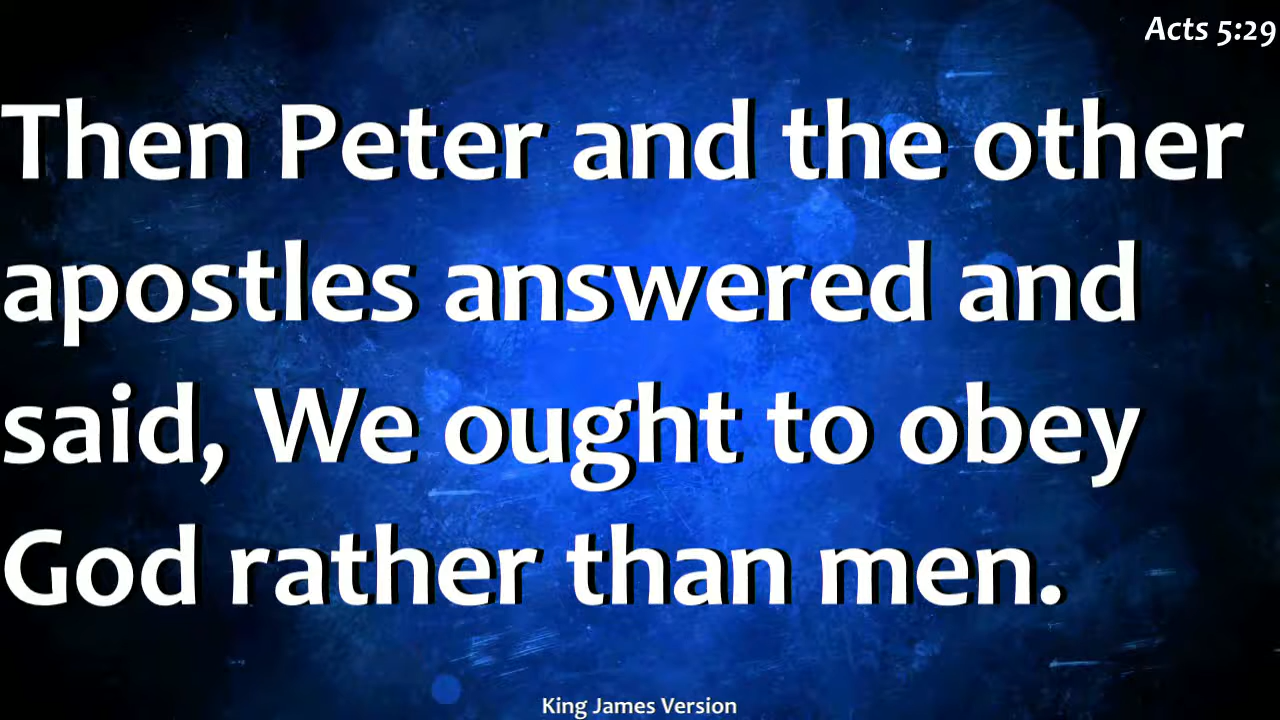 Acts 5:29
Then Peter and the other
apostles answered and
said, We ought to obey
God rather than men.
King James Version